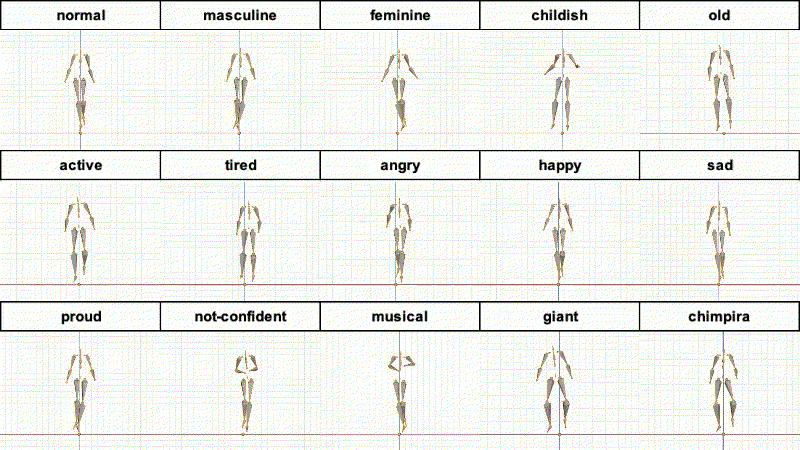 normal masculine feminine childish old
active tired angry happy sad
proud not-confident musical giant chimpira